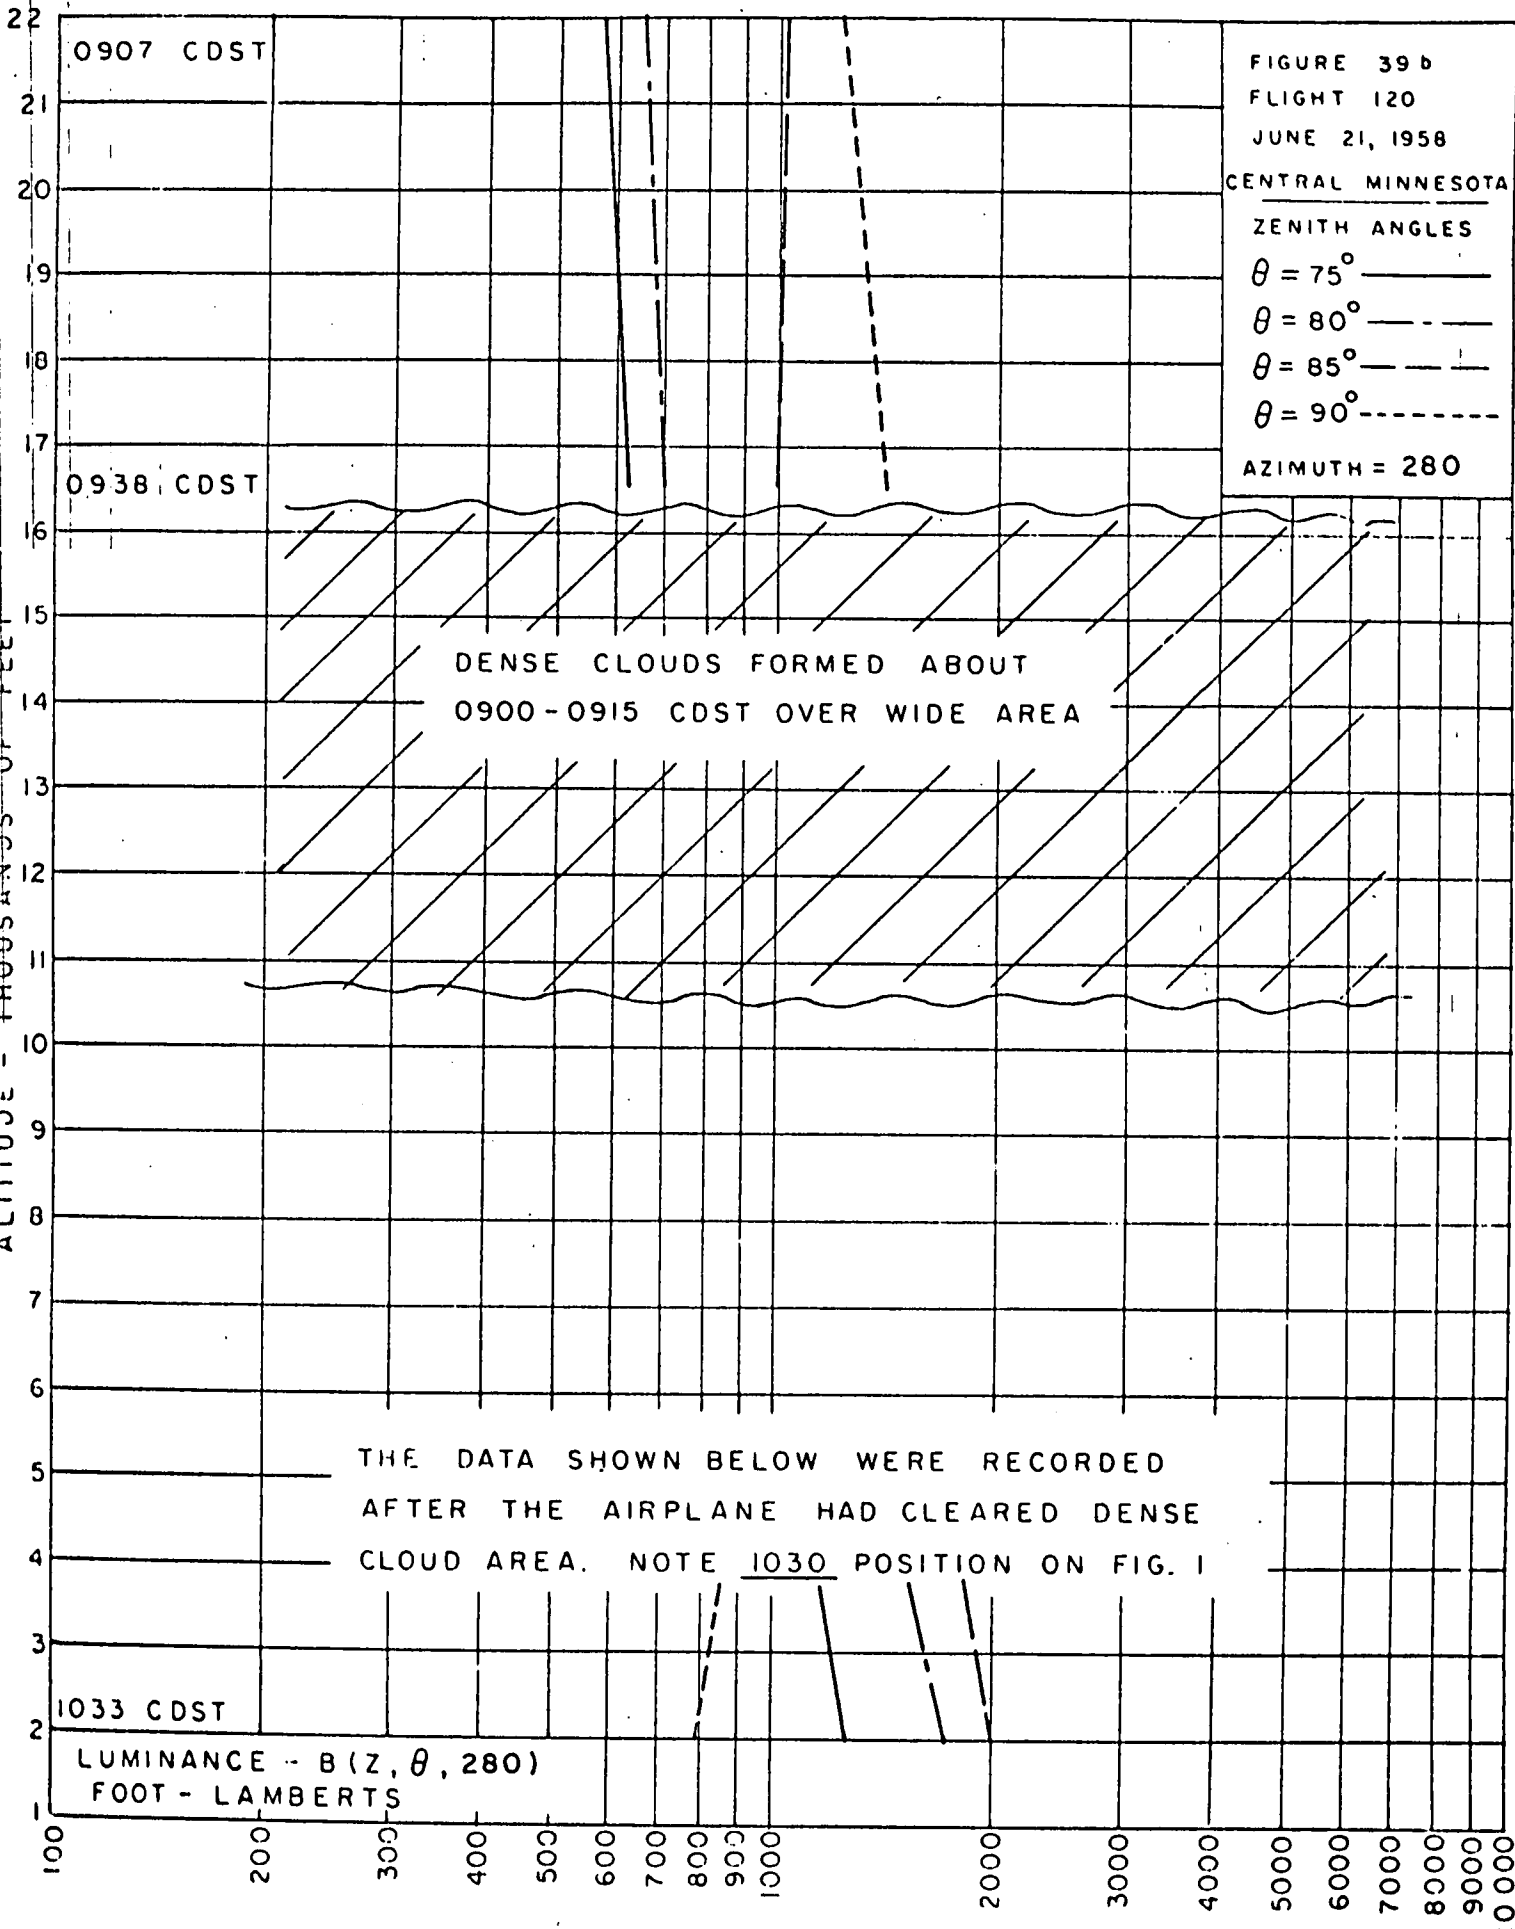 22
21
20
19
18
17
16
15
14
13
12
11
10
9
8
7
6
5
4
3
2
1
ALTITUDE - THOUSANDS OF FEET
0907 CDST
FIGURE 39 b
FLIGHT 120
JUNE 21, 1958
CENTRAL MINNESOTA
ZENITH ANGLES
θ = 75°
θ = 80°
θ = 85°
θ = 90°
AZIMUTH = 280
0938 CDST
DENSE CLOUDS FORMED ABOUT
0900-0915 CDST OVER WIDE AREA
THE DATA SHOWN BELOW WERE RECORDED
AFTER THE AIRPLANE HAD CLEARED DENSE
CLOUD AREA. NOTE 1030 POSITION ON FIG. 1
1033 CDST
LUMINANCE - B (Z, θ, 280)
FOOT - LAMBERTS
100
200
300
400
500
600
700
800
900
1000
2000
3000
4000
5000
6000
7000
8000
9000